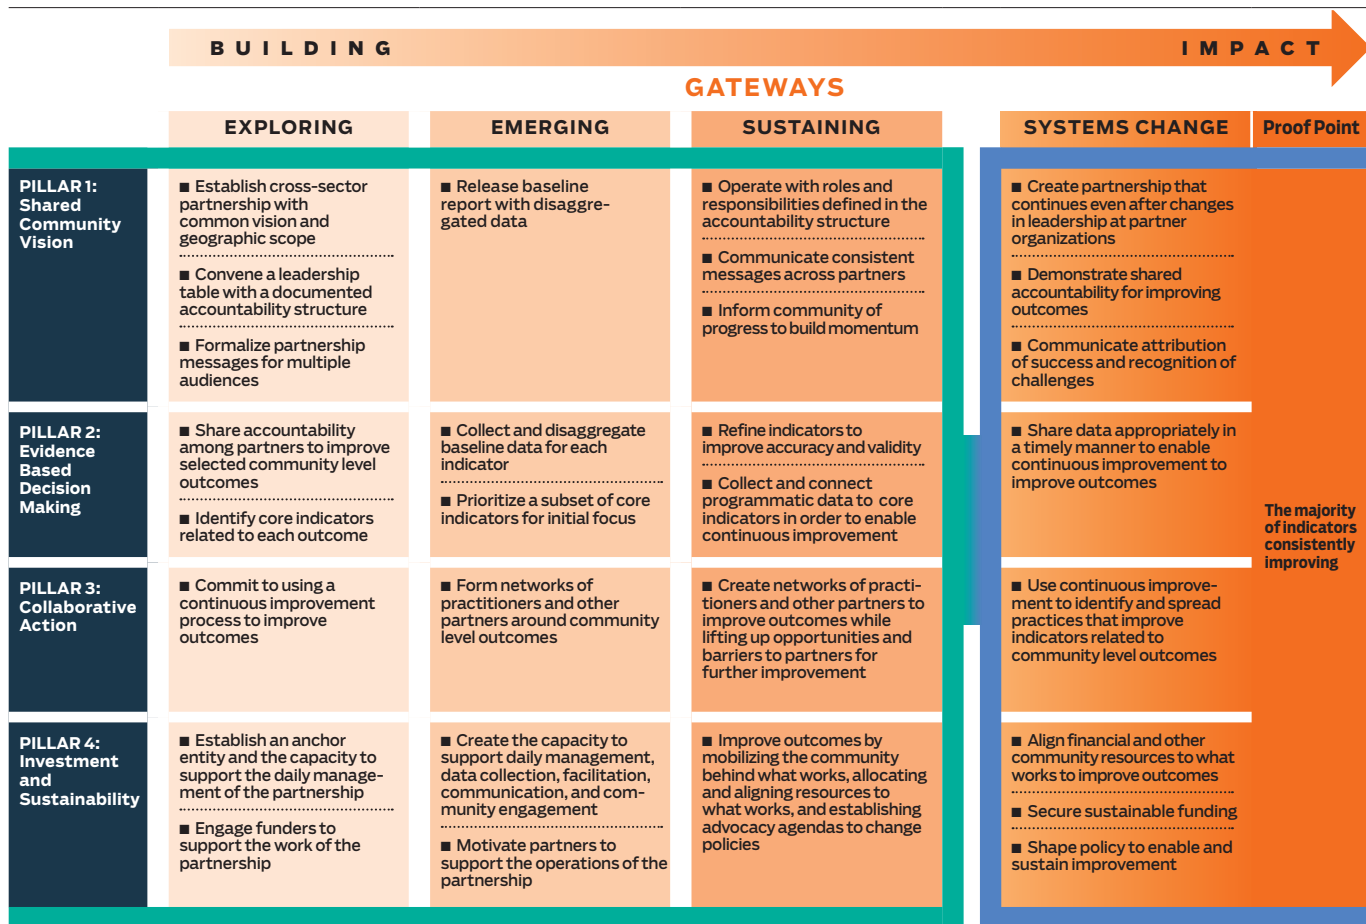 BUILDING IMPACT
GATEWAYS
EXPLORING
EMERGING
SUSTAINING
SYSTEMS CHANGE
Proof Point
PILLAR 1:
Shared
Community
Vision
■ Establish cross-sector
partnership with
common vision and
geographic scope
■ Convene a leadership
table with a documented
accountability structure
■ Formalize partnership
messages for multiple
audiences
■ Release baseline
report with disaggre-
gated data
■ Operate with roles and
responsibilities defined in the
accountability structure
■ Communicate consistent
messages across partners
■ Inform community of
progress to build momentum
■ Create partnership that
continues even after changes
in leadership at partner
organizations
■ Demonstrate shared
accountability for improving
outcomes
■ Communicate attribution
of success and recognition of
challenges
PILLAR 2:
Evidence
Based
Decision
Making
■ Share accountability
among partners to improve
selected community level
outcomes
■ Identify core indicators
related to each outcome
■ Collect and disaggregate
baseline data for each
indicator
■ Prioritize a subset of core
indicators for initial focus
■ Refine indicators to
improve accuracy and validity
■ Collect and connect
programmatic data to core
indicators in order to enable
continuous improvement
■ Share data appropriately in
a timely manner to enable
continuous improvement to
improve outcomes
The majority
of indicators
consistently
improving
PILLAR 3:
Collaborative
Action
■ Commit to using a
continuous improvement
process to improve
outcomes
■ Form networks of
practitioners and other
partners around community
level outcomes
■ Create networks of practi-
tioners and other partners to
improve outcomes while
lifting up opportunities and
barriers to partners for
further improvement
■ Use continuous improve-
ment to identify and spread
practices that improve
indicators related to
community level outcomes
PILLAR 4:
Investment
and
Sustainability
■ Establish an anchor
entity and the capacity to
support the daily manage-
ment of the partnership
■ Engage funders to
support the work of the
partnership
■ Create the capacity to
support daily management,
data collection, facilitation,
communication, and com-
munity engagement
■ Motivate partners to
support the operations of the
partnership
■ Improve outcomes by
mobilizing the community
behind what works, allocating
and aligning resources to
what works, and establishing
advocacy agendas to change
policies
■ Align financial and other
community resources to what
works to improve outcomes
■ Secure sustainable funding
■ Shape policy to enable and
sustain improvement